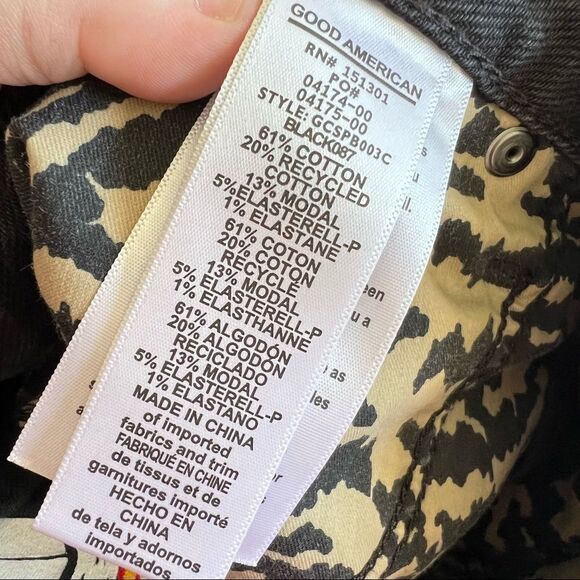 GOOD AMERICAN
RN# 151301
PO#
04174-00
04175-00
STYLE: GCSPB003C
BLACK087
61% COTTON
20% RECYCLED
COTTON
13% MODAL
5%ELASTERELL-P
1% ELASTANE
61% COTON
20% COTON
RECYCLE
13% MODAL
5% ELASTERELL-P
1% ELASTHANNE
61% ALGODÓN
20% ALGODÓN
RECICLADO
13% MODAL
5% ELASTERELL-P
1% ELASTANO
MADE IN CHINA
of imported
fabrics and trim
FABRIQUÉ EN CHINE
de tissus et de
garnitures importé
HECHO EN
CHINA
de tela y adornos
importados